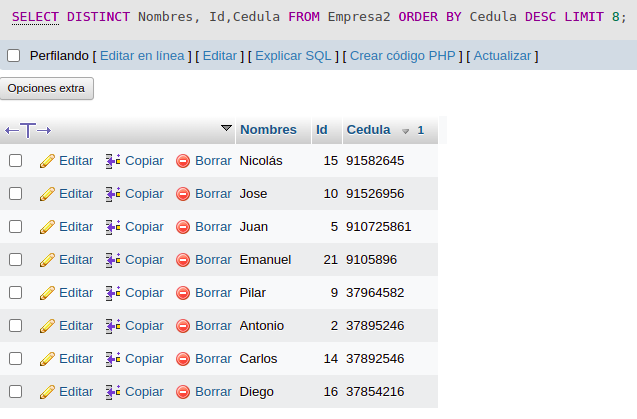 SELECT DISTINCT Nombres, Id,Cedula FROM Empresa2 ORDER BY Cedula DESC LIMIT 8;
Perfilando [ Editar en línea ] [ Editar ] [ Explicar SQL ] [ Crear código PHP ] [ Actualizar ]
Opciones extra
←T→ Nombres Id Cedula 1
Editar Copiar Borrar Nicolás 15 91582645
Editar Copiar Borrar Jose 10 91526956
Editar Copiar Borrar Juan 5 910725861
Editar Copiar Borrar Emanuel 21 9105896
Editar Copiar Borrar Pilar 9 37964582
Editar Copiar Borrar Antonio 2 37895246
Editar Copiar Borrar Carlos 14 37892546
Editar Copiar Borrar Diego 16 37854216